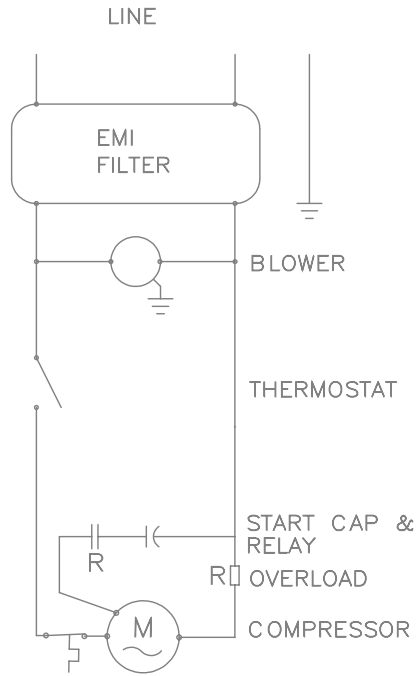 LINE
EMI
FILTER
BLOWER
THERMOSTAT
START CAP &
RELAY
R
R
OVERLOAD
M
COMPRESSOR